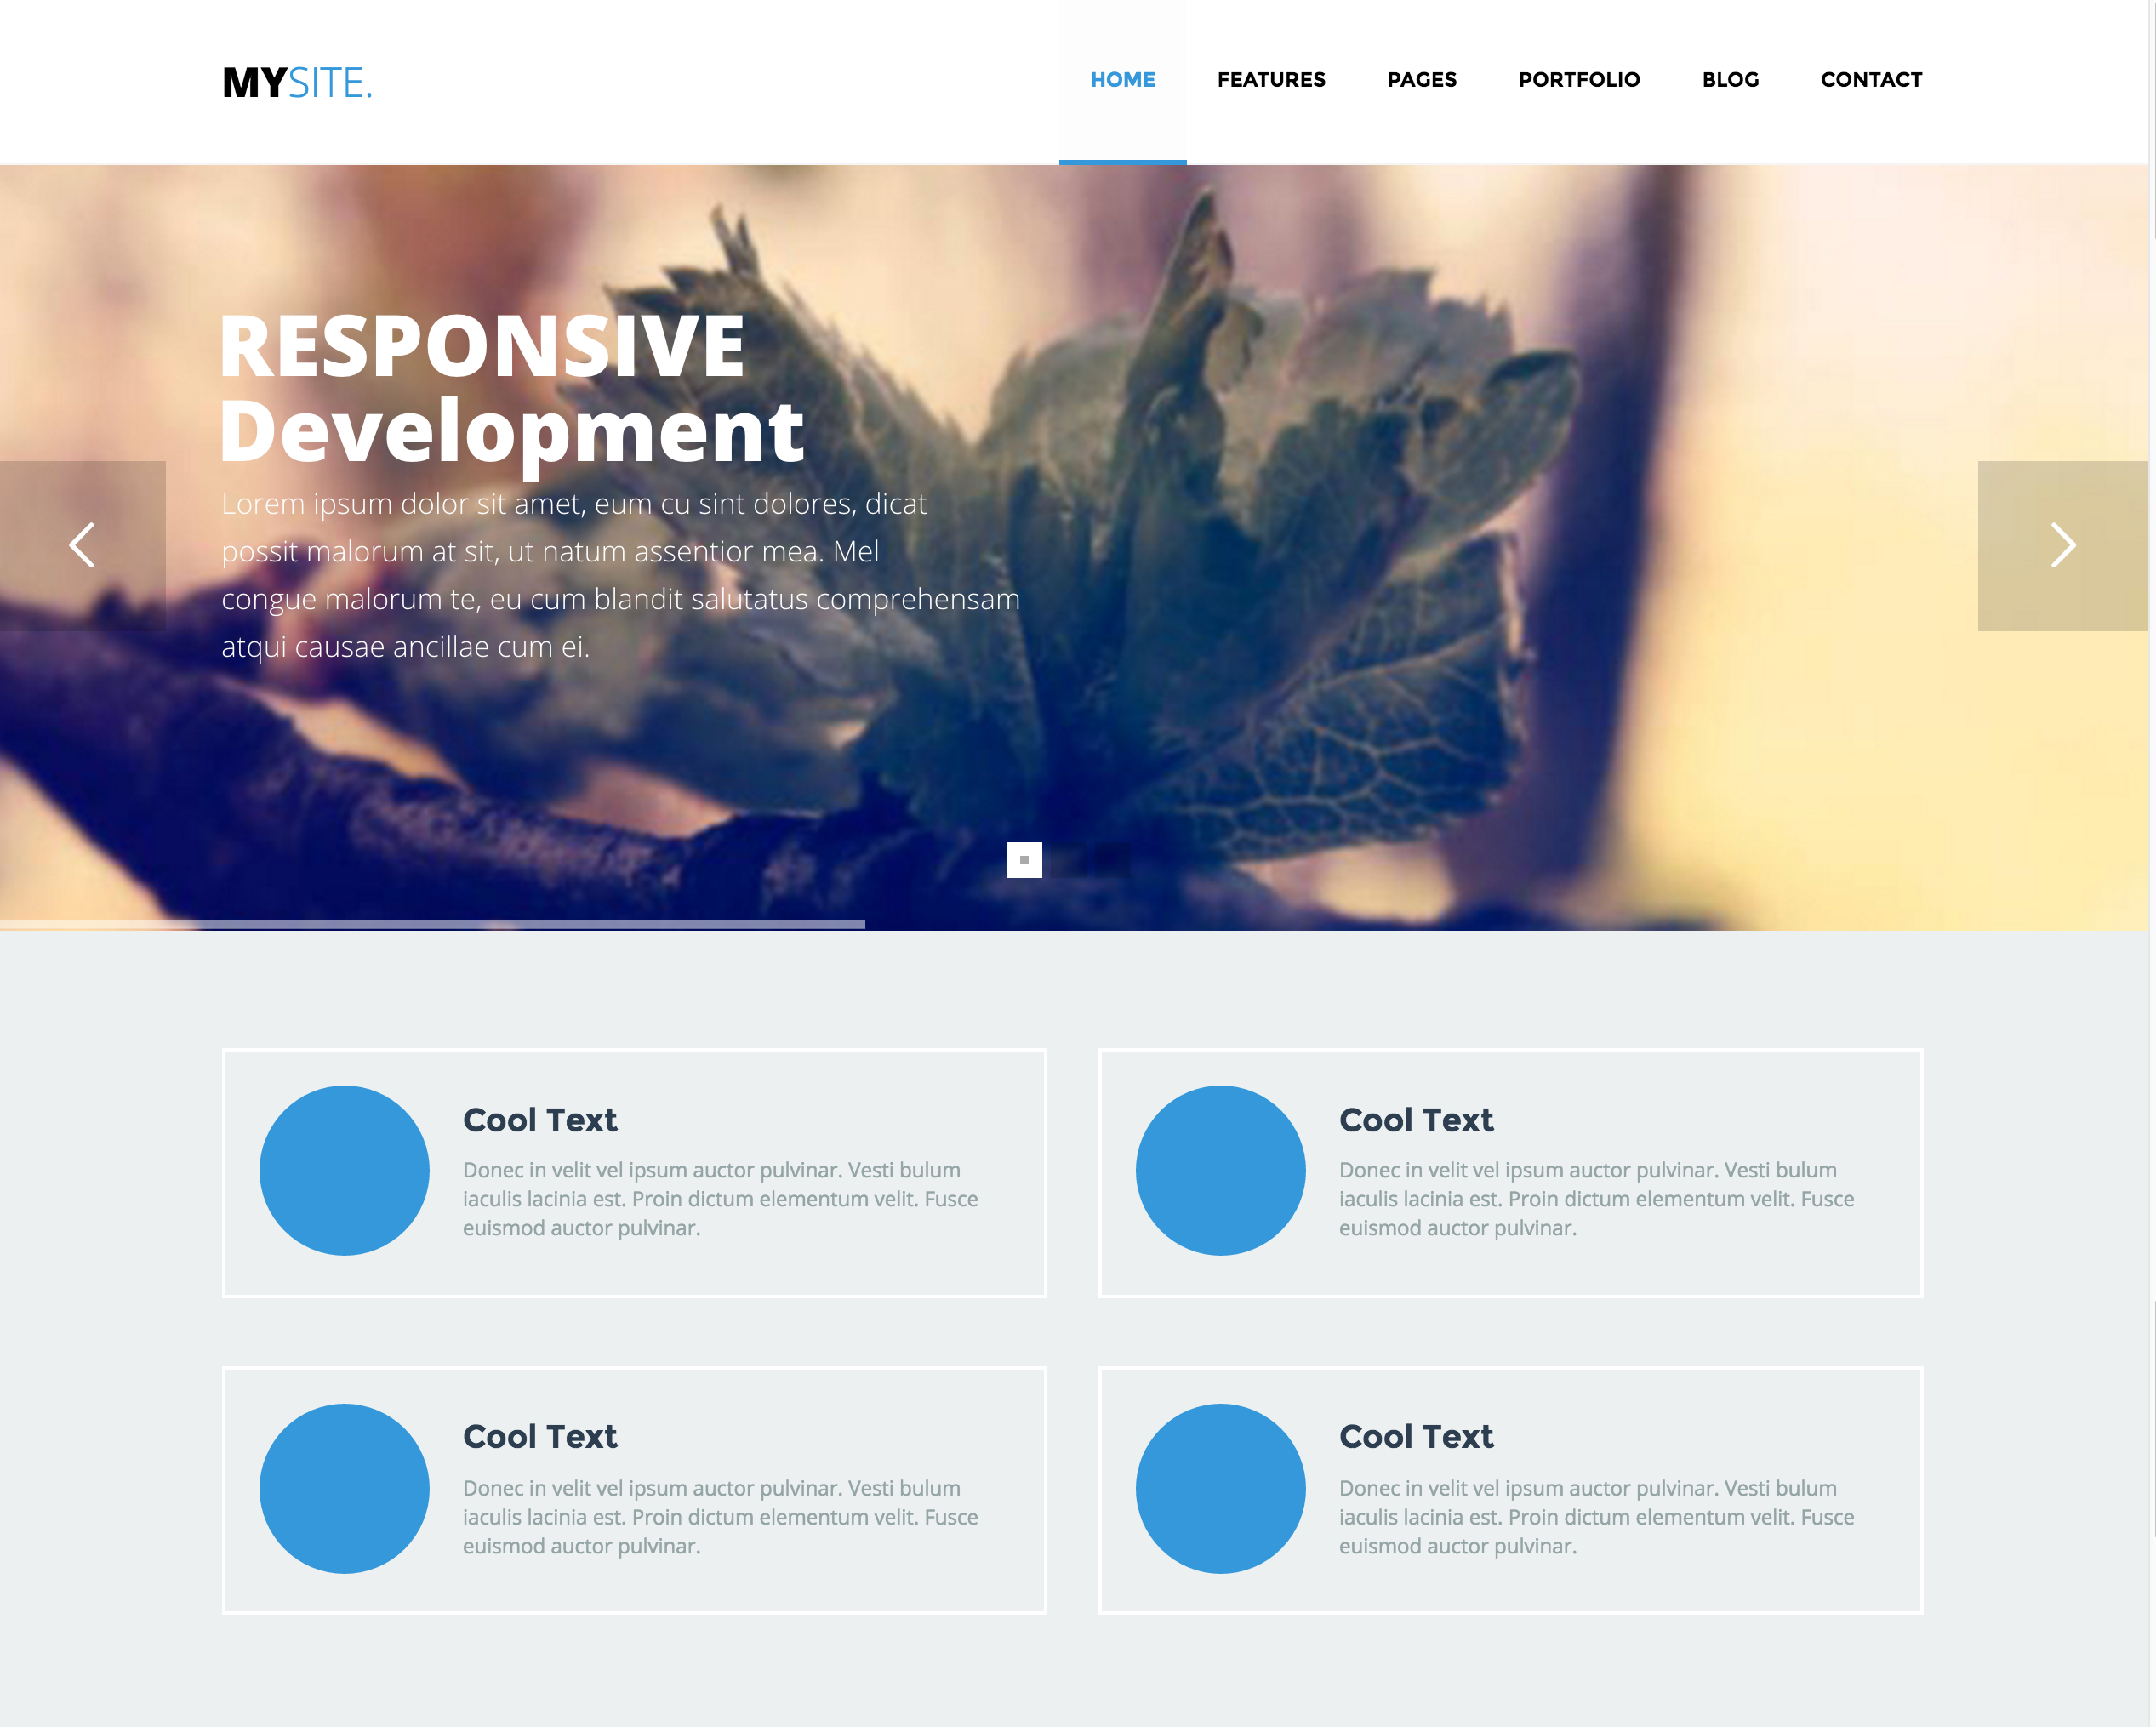 MYSITE.
HOME FEATURES PAGES PORTFOLIO BLOG CONTACT
RESPONSIVE
Development
Lorem ipsum dolor sit amet, eum cu sint dolores, dicat
possit malorum at sit, ut natum assentior mea. Mel
congue malorum te, eu cum blandit salutatus comprehensam
atqui causae ancillae cum ei.
Cool Text
Donec in velit vel ipsum auctor pulvinar. Vesti bulum
iaculis lacinia est. Proin dictum elementum velit. Fusce
euismod auctor pulvinar.
Cool Text
Donec in velit vel ipsum auctor pulvinar. Vesti bulum
iaculis lacinia est. Proin dictum elementum velit. Fusce
euismod auctor pulvinar.
Cool Text
Donec in velit vel ipsum auctor pulvinar. Vesti bulum
iaculis lacinia est. Proin dictum elementum velit. Fusce
euismod auctor pulvinar.
Cool Text
Donec in velit vel ipsum auctor pulvinar. Vesti bulum
iaculis lacinia est. Proin dictum elementum velit. Fusce
euismod auctor pulvinar.